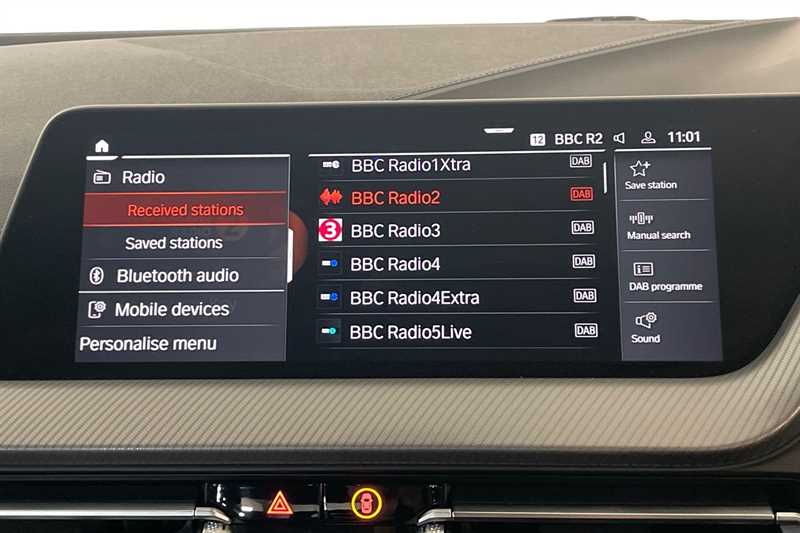 12 BBC R2 11:01
Radio
Received stations
Saved stations
Bluetooth audio
Mobile devices
Personalise menu
BBC Radio1Xtra DAB
BBC Radio2 DAB
3 BBC Radio3 DAB
BBC Radio4 DAB
BBC Radio4Extra DAB
BBC Radio5Live DAB
Save station
Manual search
DAB programme
Sound